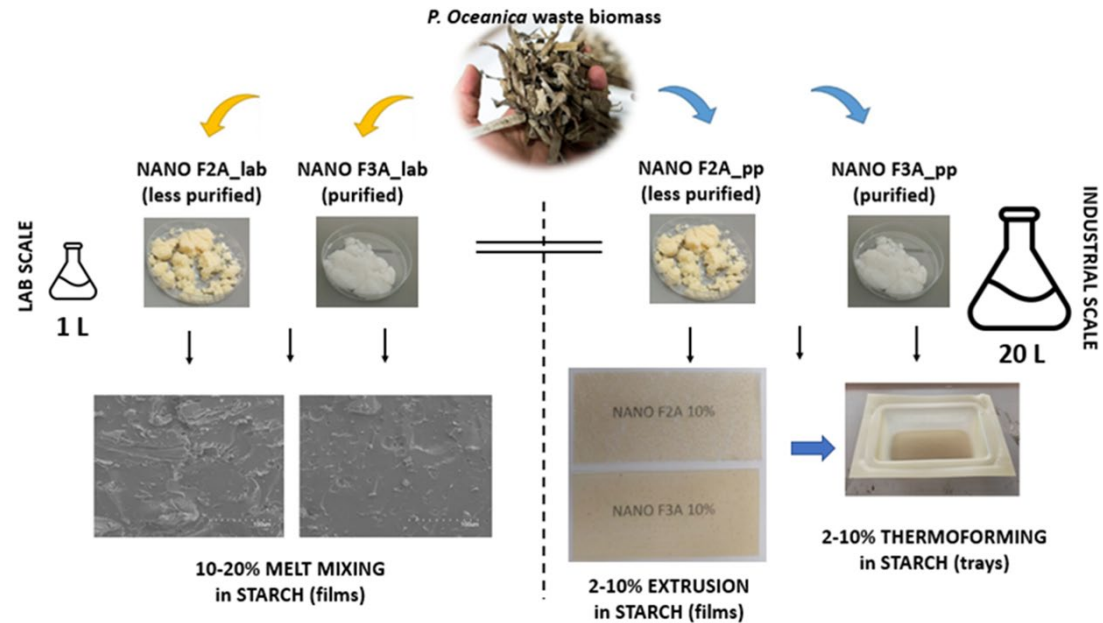 P. Oceanica waste biomass
NANO F2A_lab
(less purified)
NANO F3A_lab
(purified)
NANO F2A_pp
(less purified)
NANO F3A_pp
(purified)
LAB SCALE
1 L
INDUSTRIAL SCALE
20 L
NANO F2A 10%
NANO F3A 10%
10-20% MELT MIXING
in STARCH (films)
2-10% EXTRUSION
in STARCH (films)
2-10% THERMOFORMING
in STARCH (trays)